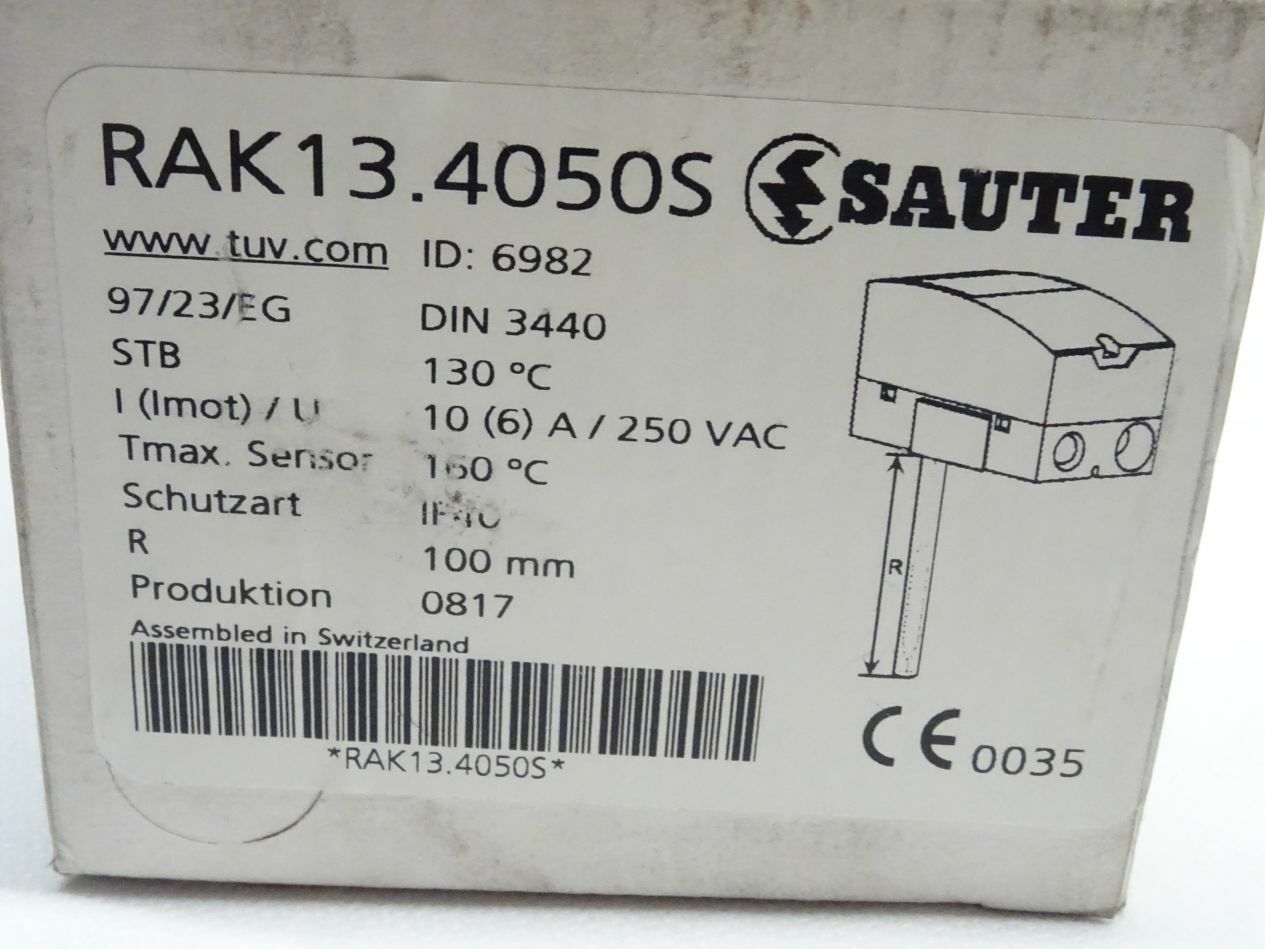 RAK13.4050S SAUTER
www.tuv.com ID: 6982
97/23/EG DIN 3440
STB 130 °C
I (Imot) / U 10 (6) A / 250 VAC
Tmax. Sensor °C
Schutzart
R 100 mm
Produktion 0817
Assembled in Switzerland
*RAK13.4050S*
R
CE 0035